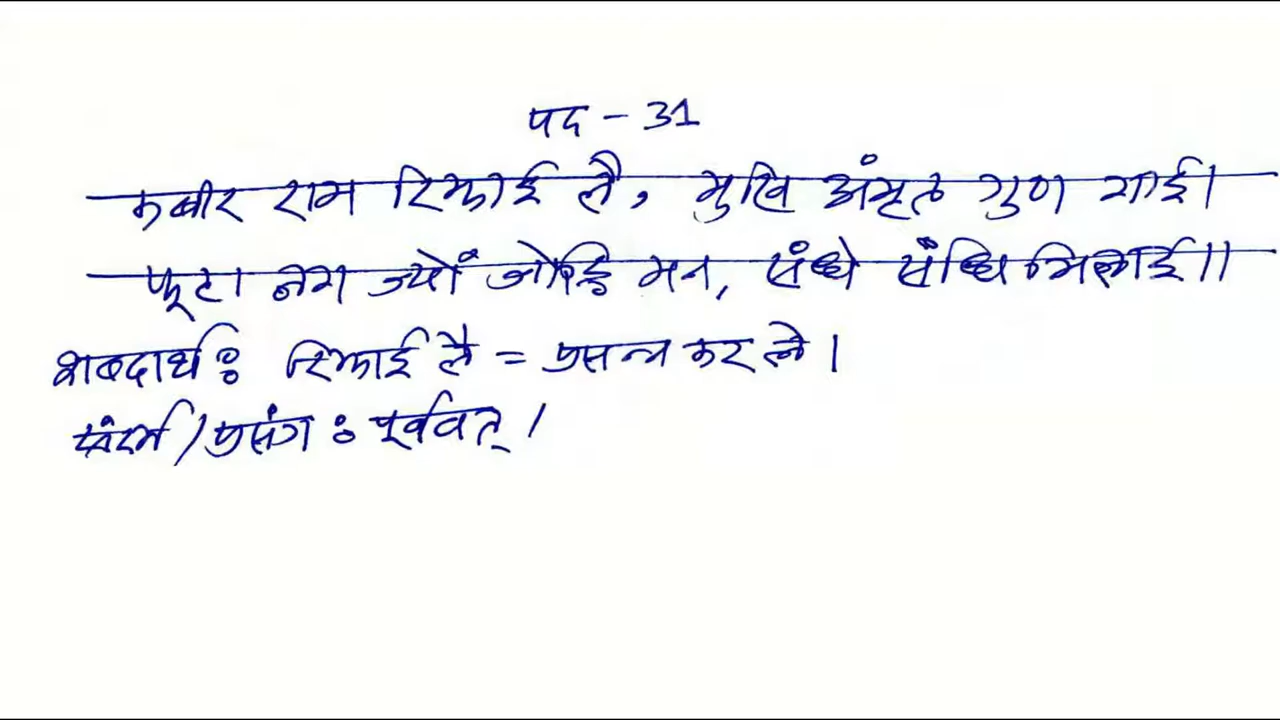 पद - 31
कबीर राम रिझाई लै, मुखि अंमृत गुण गाई।
फूटा नग ज्यों जोड़ि मन, संधे संधि मिलाई॥
शब्दार्थ : रिझाई लै = प्रसन्न कर ले।
संदर्भ / प्रसंग : पूर्ववत्।